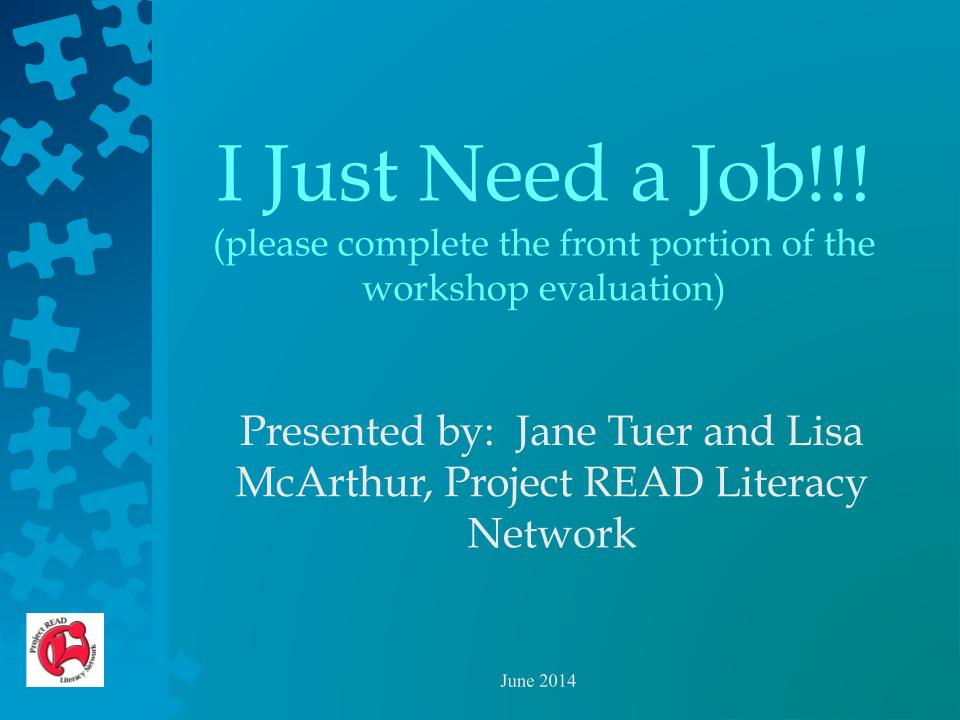 I Just Need a Job!!!
(please complete the front portion of the
workshop evaluation)
Presented by:  Jane Tuer and Lisa
McArthur, Project READ Literacy
Network
Project READ
Literacy Network
June 2014